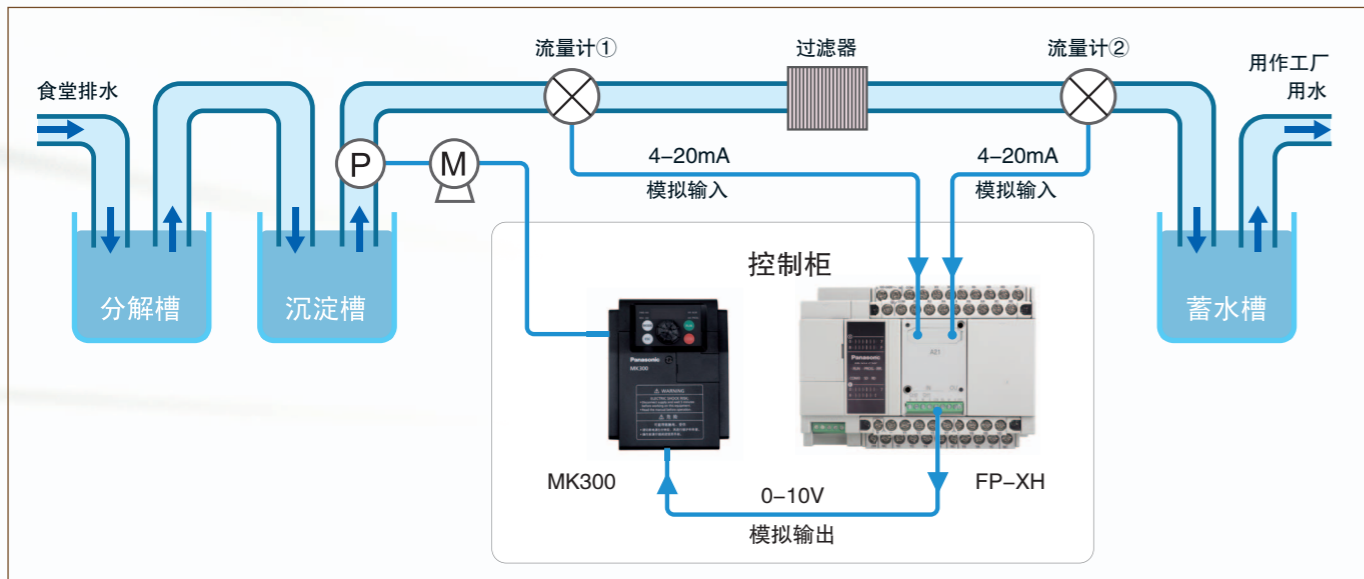 流量计①
过滤器
流量计②
食堂排水
用作工厂
用水
P
M
4–20mA
模拟输入
4–20mA
模拟输入
控制柜
分解槽
沉淀槽
蓄水槽
Panasonic
MK300
WARNING
Panasonic
MK300
0–10V
模拟输出
FP–XH